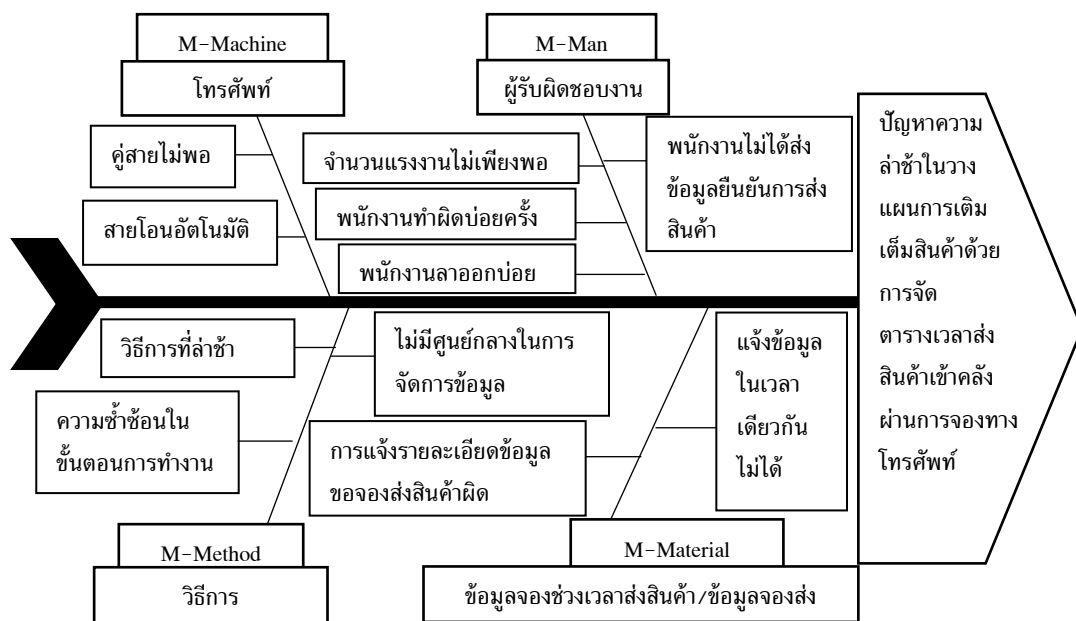 M-Machine
โทรศัพท์
คู่สายไม่พอ
สายโอนอัตโนมัติ
M-Man
ผู้รับผิดชอบงาน
จำนวนแรงงานไม่เพียงพอ
พนักงานทำผิดบ่อยครั้ง
พนักงานลาออกบ่อย
พนักงานไม่ได้ส่ง
ข้อมูลยืนยันการส่ง
สินค้า
วิธีการที่ล่าช้า
ความซ้ำซ้อนใน
ขั้นตอนการทำงาน
ไม่มีศูนย์กลางในการ
จัดการข้อมูล
M-Method
วิธีการ
การแจ้งรายละเอียดข้อมูล
ขอจองส่งสินค้าผิด
แจ้งข้อมูล
ในเวลา
เดียวกัน
ไม่ได้
M-Material
ข้อมูลจองช่วงเวลาส่งสินค้า/ข้อมูลจองส่ง
ปัญหาความ
ล่าช้าในวาง
แผนการเติม
เต็มสินค้าด้วย
การจัด
ตารางเวลาส่ง
สินค้าเข้าคลัง
ผ่านการจองทาง
โทรศัพท์